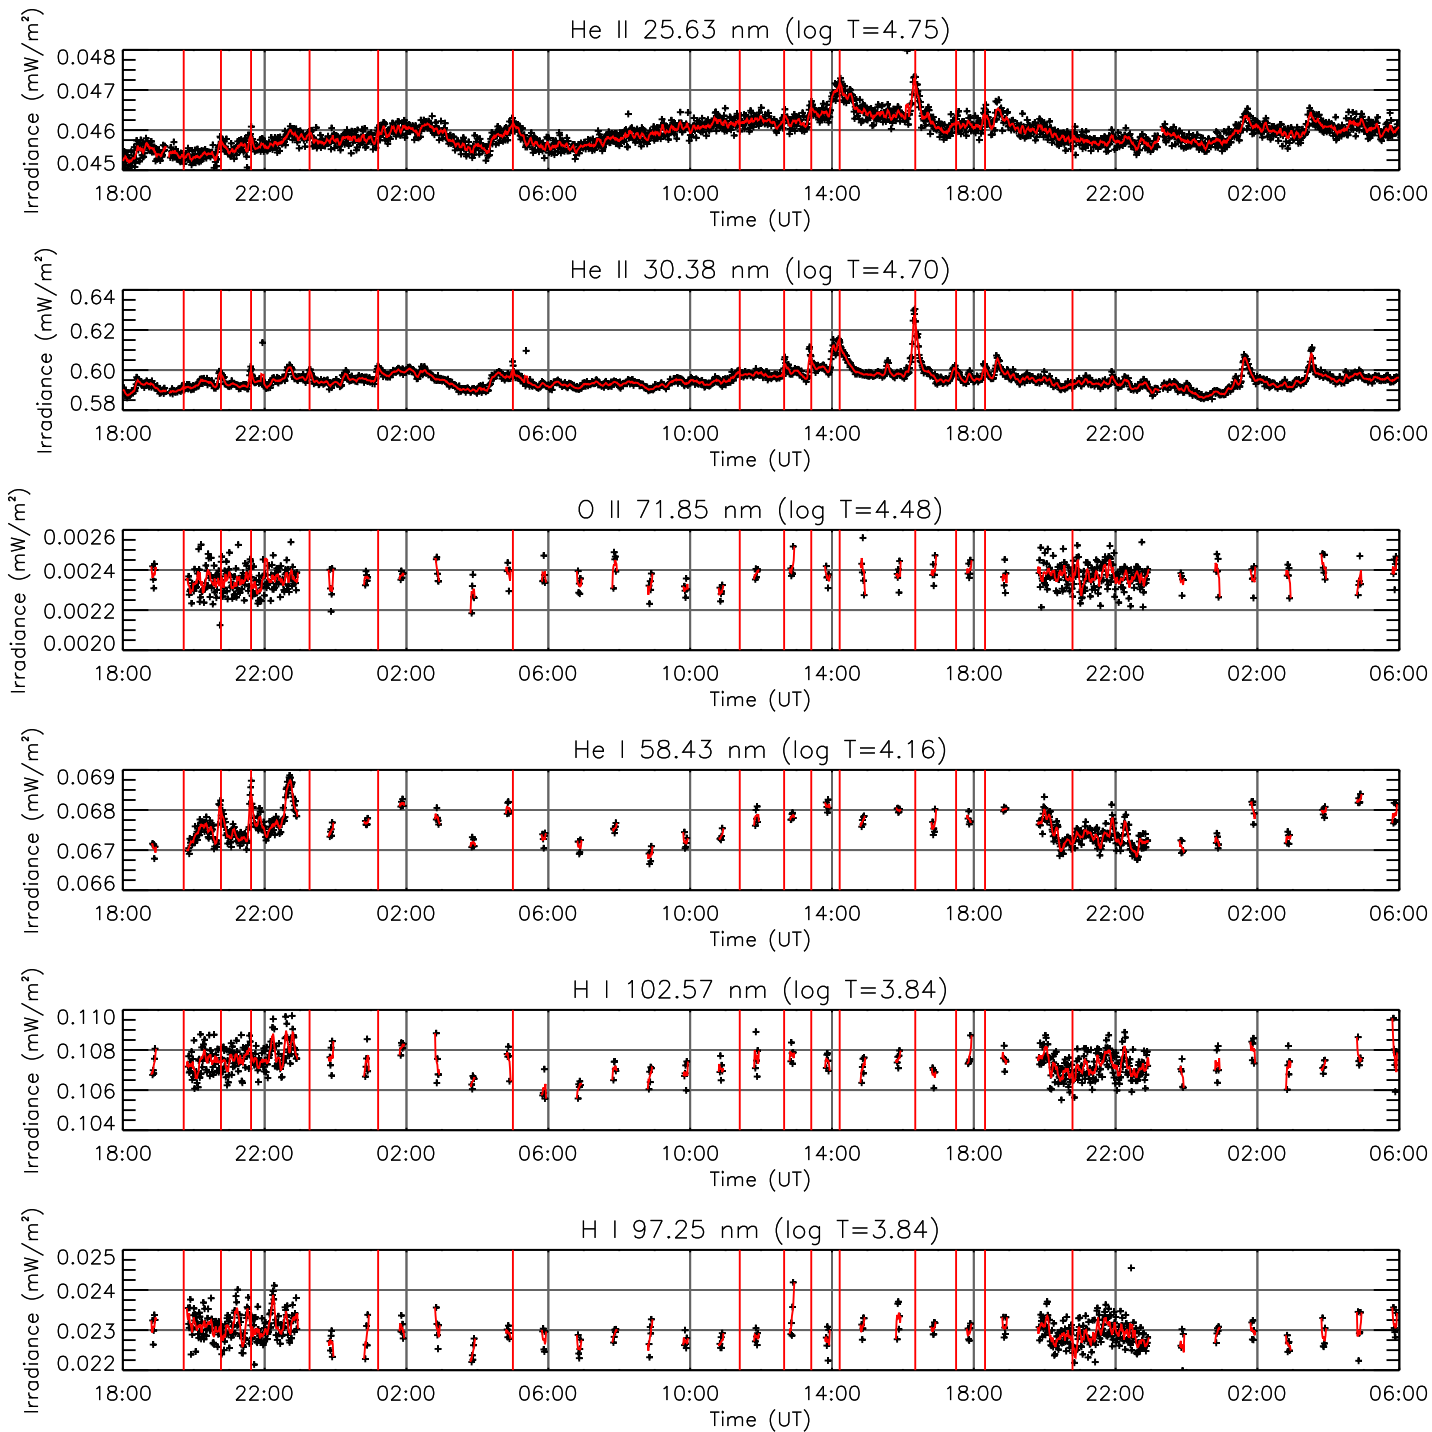 He II 25.63 nm (log T=4.75)
Irradiance (mW/m²)
0.048
0.047
0.046
0.045
18:00 22:00 02:00 06:00 10:00 14:00 18:00 22:00 02:00 06:00
Time (UT)
He II 30.38 nm (log T=4.70)
Irradiance (mW/m²)
0.64
0.62
0.60
0.58
18:00 22:00 02:00 06:00 10:00 14:00 18:00 22:00 02:00 06:00
Time (UT)
O II 71.85 nm (log T=4.48)
Irradiance (mW/m²)
0.0026
0.0024
0.0022
0.0020
18:00 22:00 02:00 06:00 10:00 14:00 18:00 22:00 02:00 06:00
Time (UT)
He I 58.43 nm (log T=4.16)
Irradiance (mW/m²)
0.069
0.068
0.067
0.066
18:00 22:00 02:00 06:00 10:00 14:00 18:00 22:00 02:00 06:00
Time (UT)
H I 102.57 nm (log T=3.84)
Irradiance (mW/m²)
0.110
0.108
0.106
0.104
18:00 22:00 02:00 06:00 10:00 14:00 18:00 22:00 02:00 06:00
Time (UT)
H I 97.25 nm (log T=3.84)
Irradiance (mW/m²)
0.025
0.024
0.023
0.022
18:00 22:00 02:00 06:00 10:00 14:00 18:00 22:00 02:00 06:00
Time (UT)